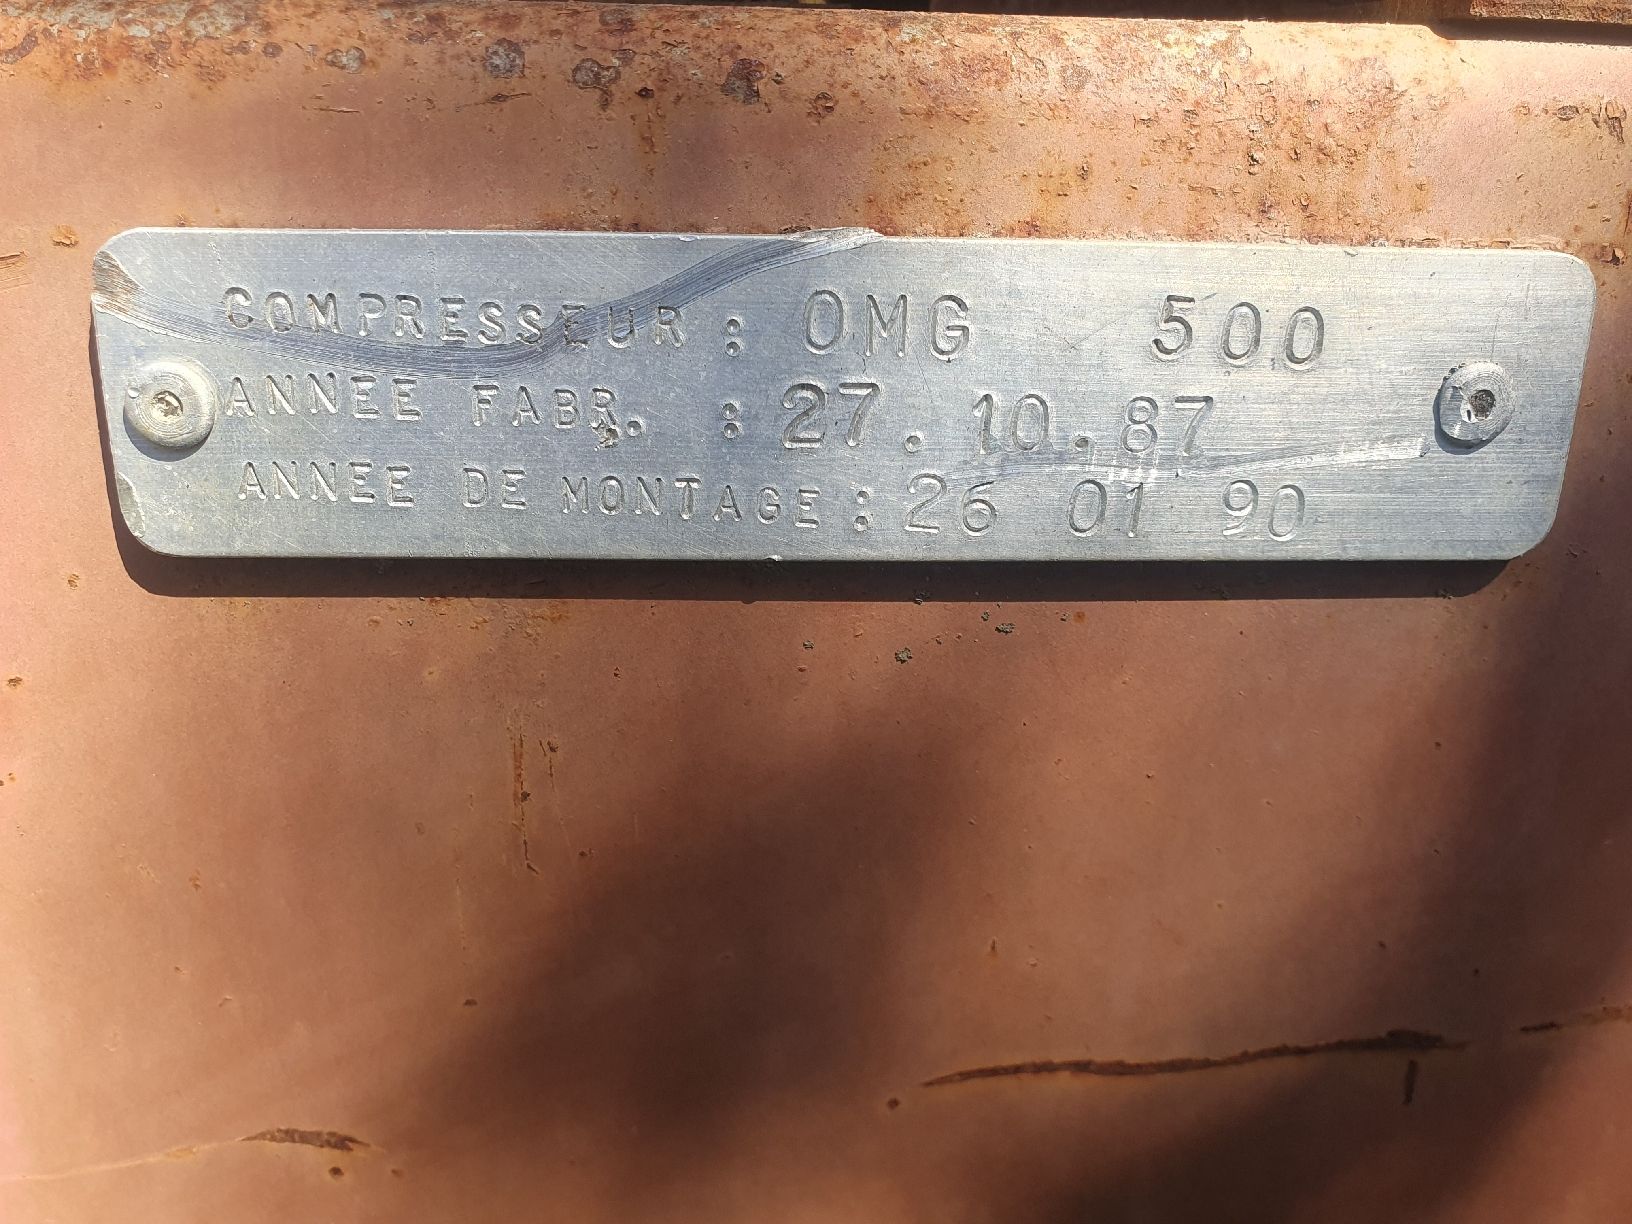 COMPRESSEUR : OMG 500
ANNEE FABR. : 27.10.87
ANNEE DE MONTAGE : 26 01 90